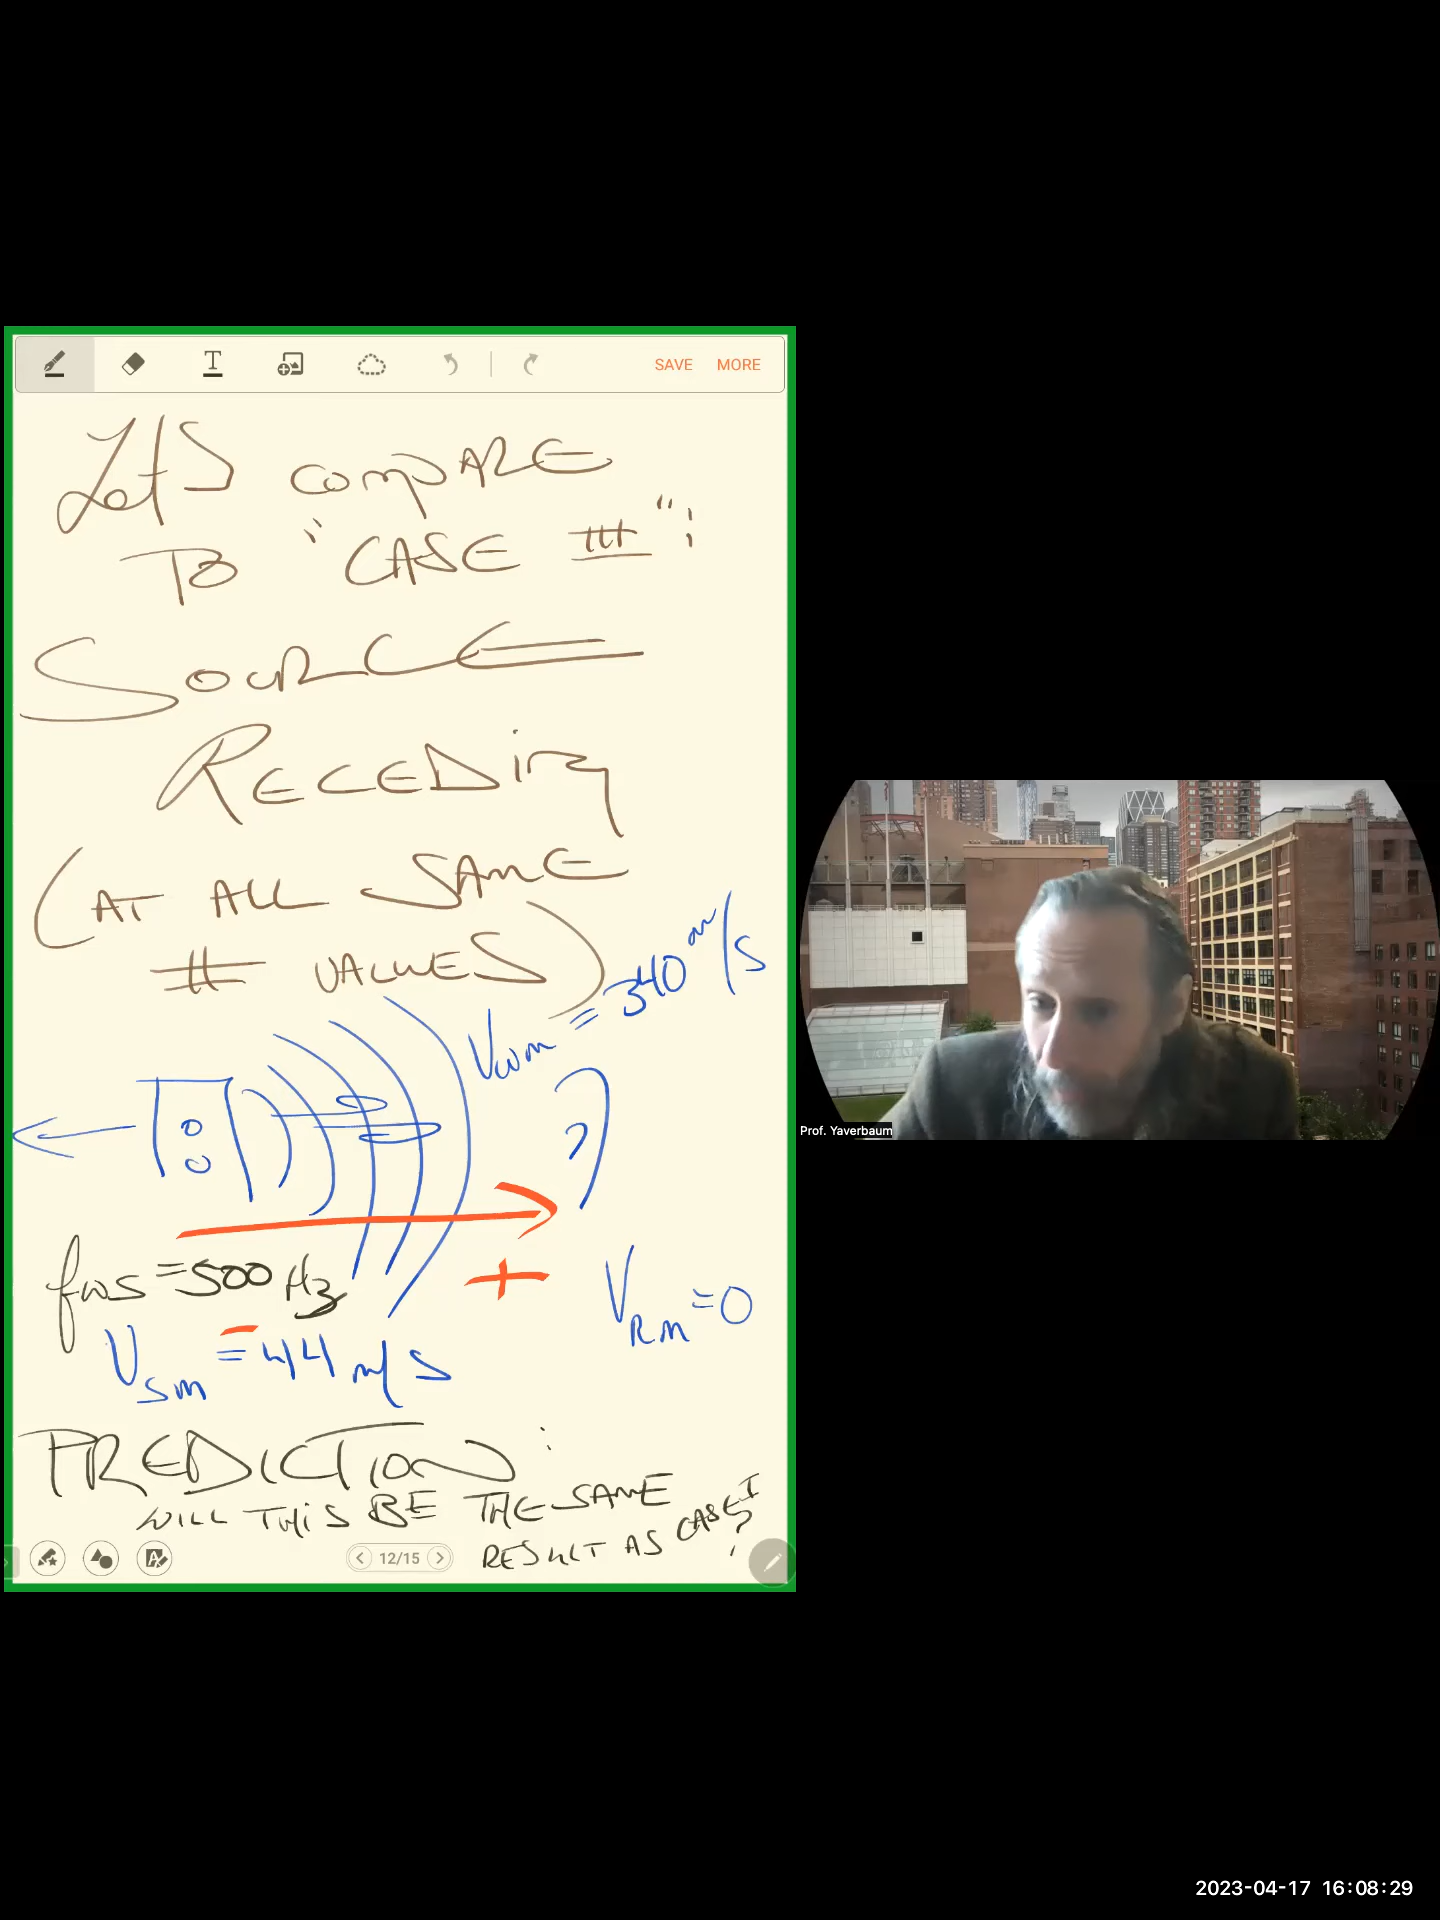 T SAVE MORE
LetS compARE
To "CASE III":
SOURCE
RECEDing
(AT ALL SAME
# VALUES)
Vwm = 340 m/s
+
fws = 500 Hz
VRM = 0
Vsm = -44 m/s
PREDICTION:
WILL THiS BE THE SAME
RESULT AS CASE I?
12/15
Prof. Yaverbaum
2023-04-17 16:08:29